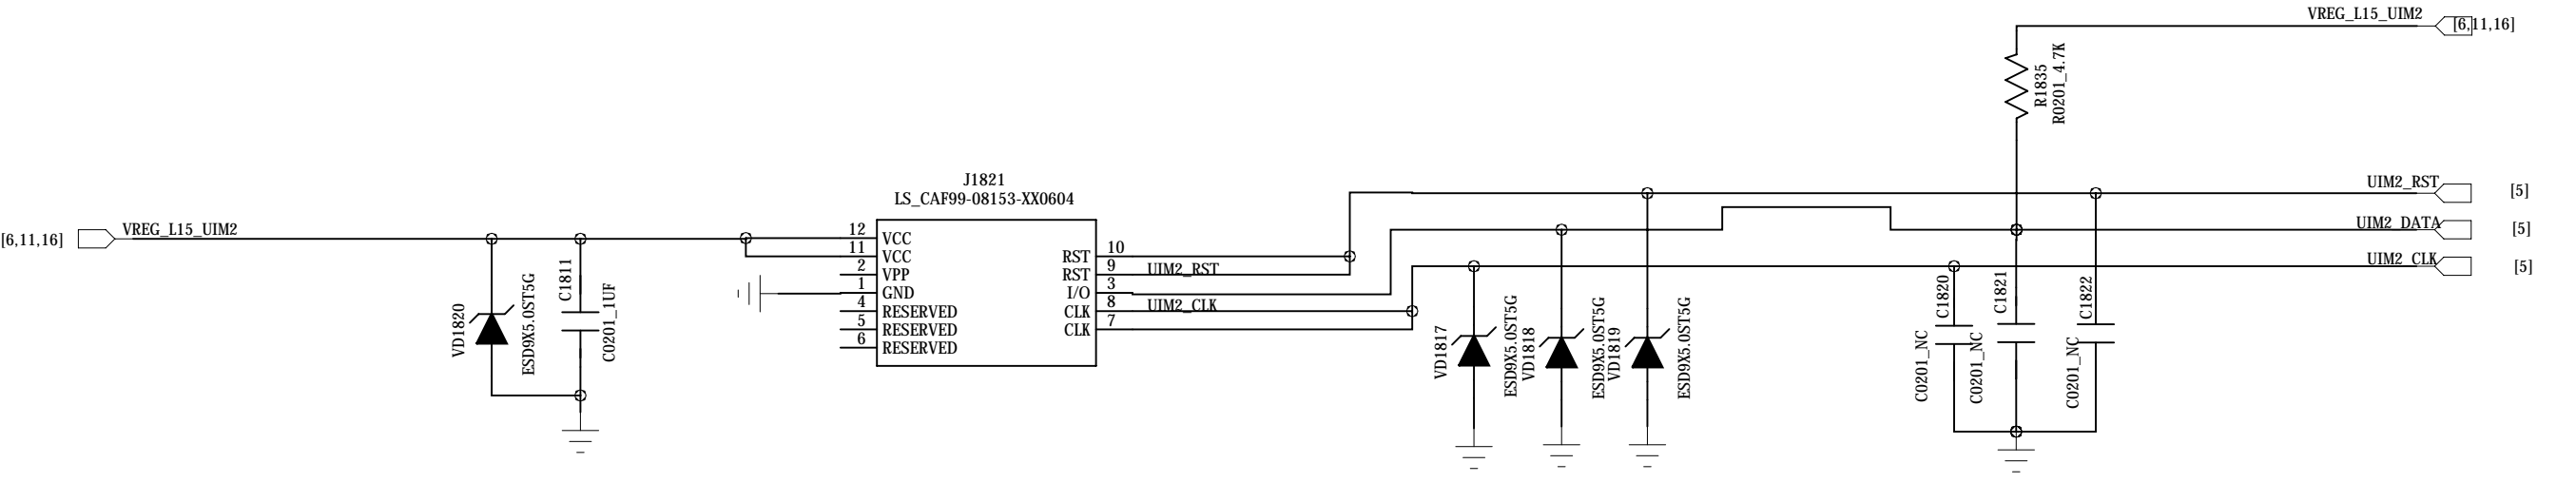 VREG_L15_UIM2
[6,11,16]
R1835
R0201_4.7K
J1821
LS_CAF99-08153-XX0604
UIM2_RST
[5]
[6,11,16]
VREG_L15_UIM2
12
VCC
11
VCC
2
VPP
1
GND
4
RESERVED
5
RESERVED
6
RESERVED
RST
10
RST
9
UIM2_RST
I/O
3
CLK
8
UIM2_CLK
CLK
7
UIM2_DATA
[5]
UIM2_CLK
[5]
VD1820
ESD9X5.0ST5G
C1811
C0201_1UF
VD1817
ESD9X5.0ST5G
VD1818
ESD9X5.0ST5G
VD1819
ESD9X5.0ST5G
C1820
C0201_NC
C1821
C0201_NC
C1822
C0201_NC